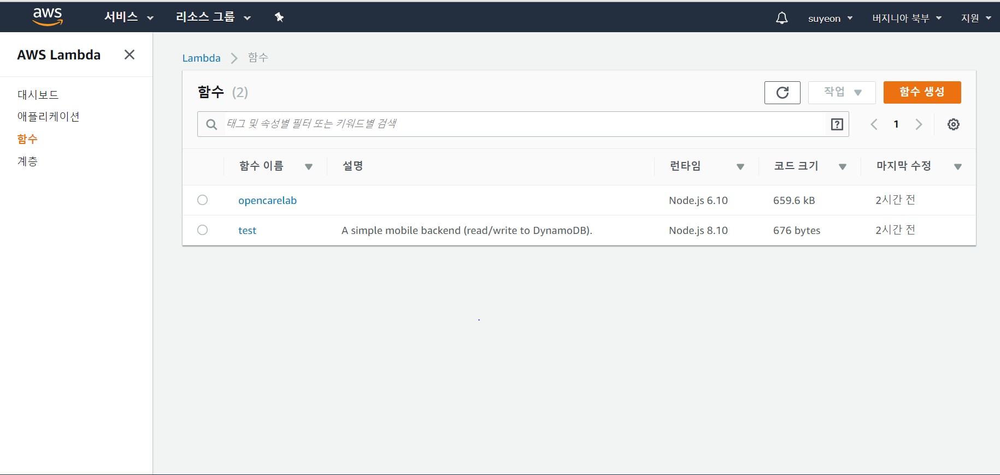 aws 서비스 리소스 그룹 suyeon 버지니아 북부 지원
AWS Lambda
대시보드
애플리케이션
함수
계층
Lambda > 함수
함수 (2) 작업 함수 생성
태그 및 속성별 필터 또는 키워드별 검색 ? 1
함수 이름 설명 런타임 코드 크기 마지막 수정
opencarelab Node.js 6.10 659.6 kB 2시간 전
test A simple mobile backend (read/write to DynamoDB). Node.js 8.10 676 bytes 2시간 전